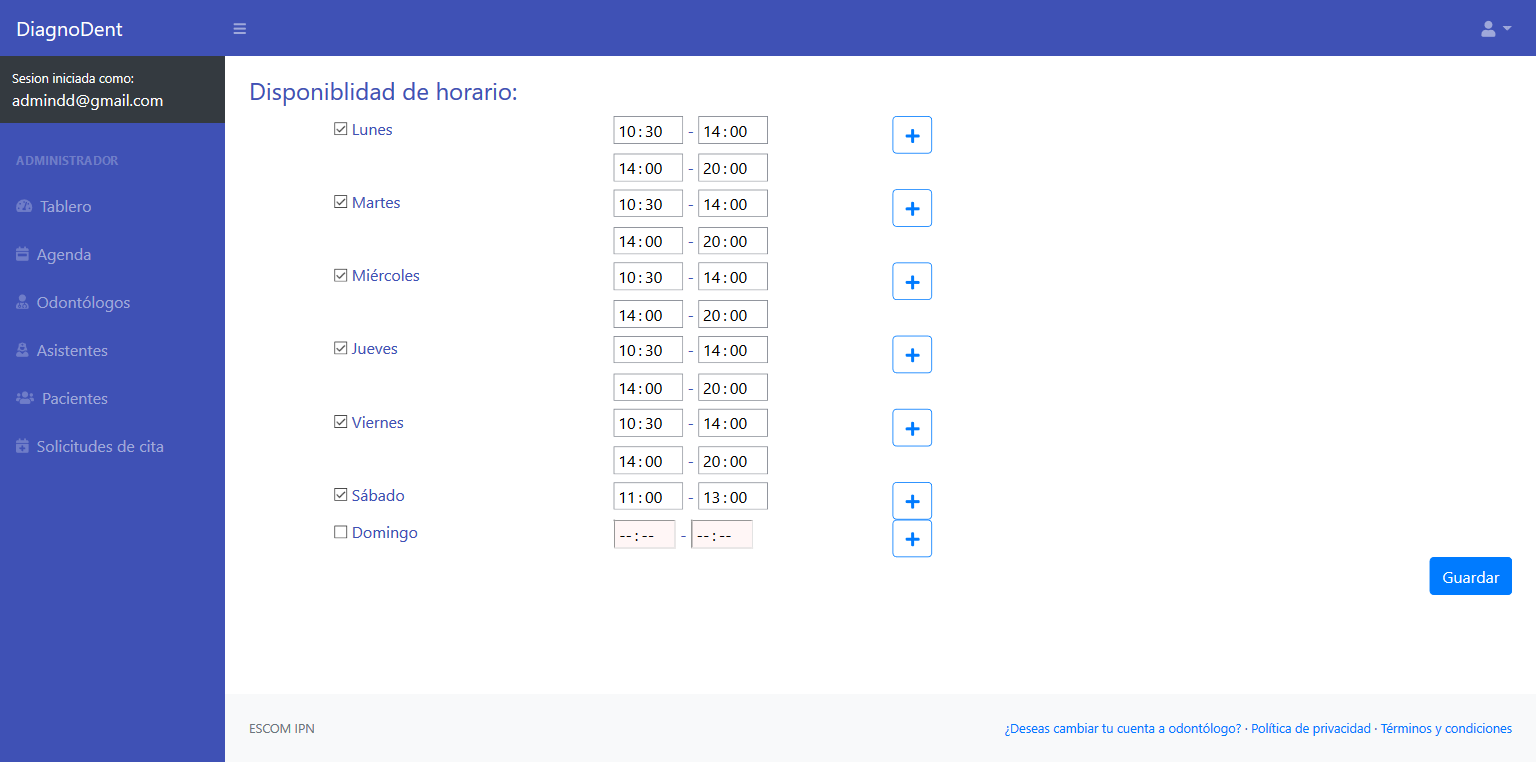 DiagnoDent
Sesion iniciada como:
admindd@gmail.com
ADMINISTRADOR
Tablero
Agenda
Odontólogos
Asistentes
Pacientes
Solicitudes de cita
Disponiblidad de horario:
Lunes 10:30 - 14:00 +
14:00 - 20:00
Martes 10:30 - 14:00 +
14:00 - 20:00
Miércoles 10:30 - 14:00 +
14:00 - 20:00
Jueves 10:30 - 14:00 +
14:00 - 20:00
Viernes 10:30 - 14:00 +
14:00 - 20:00
Sábado 11:00 - 13:00 +
Domingo --:-- - --:-- +
Guardar
ESCOM IPN
¿Deseas cambiar tu cuenta a odontólogo? · Política de privacidad · Términos y condiciones